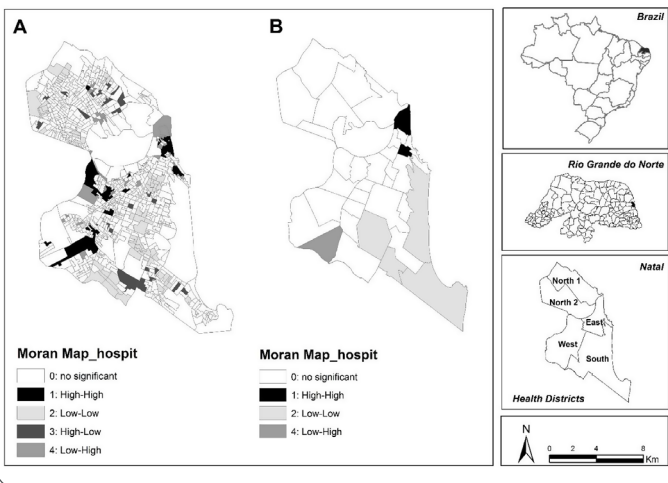 A
B
Moran Map_hospit
0: no significant
1: High-High
2: Low-Low
3: High-Low
4: Low-High
Moran Map_hospit
0: no significant
1: High-High
2: Low-Low
4: Low-High
Brazil
Rio Grande do Norte
Natal
North 1
North 2
East
West
South
Health Districts
N
0 2 4 8
Km